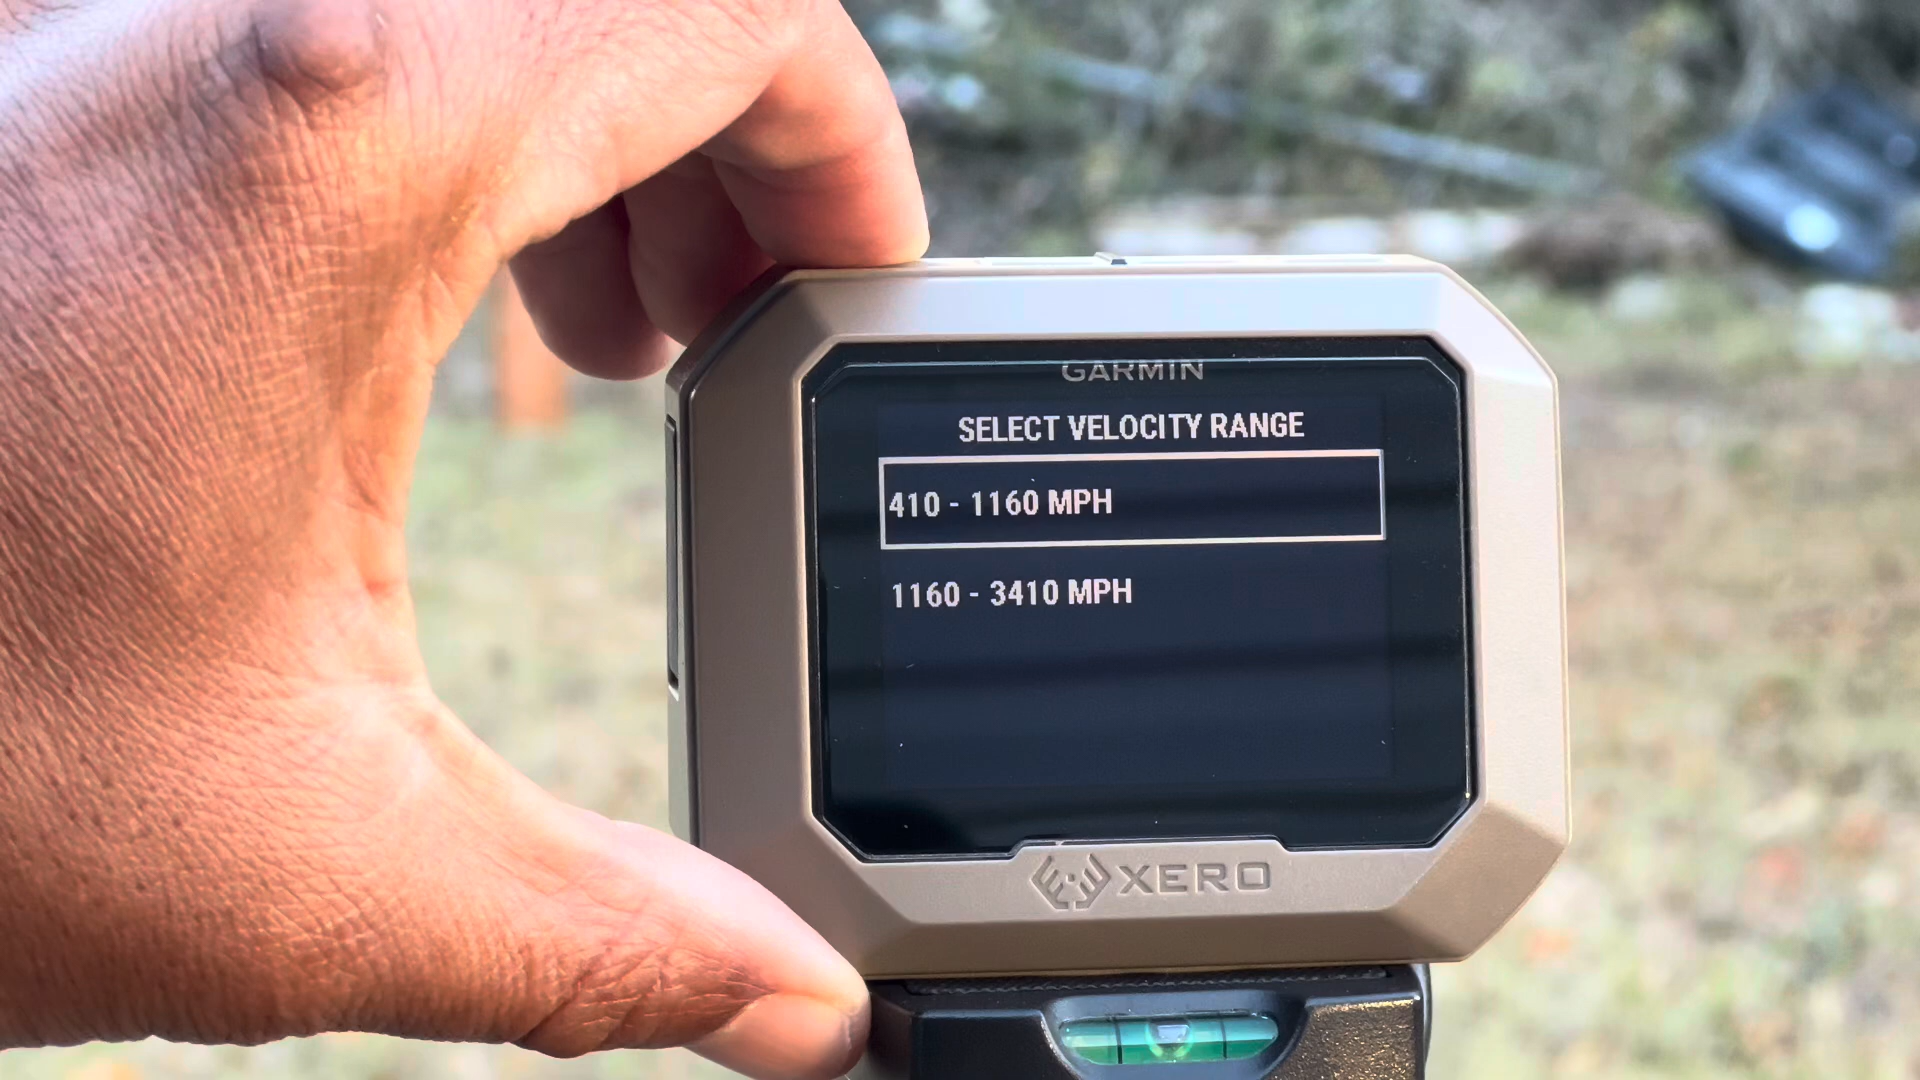 GARMIN
SELECT VELOCITY RANGE
410 - 1160 MPH
1160 - 3410 MPH
XERO